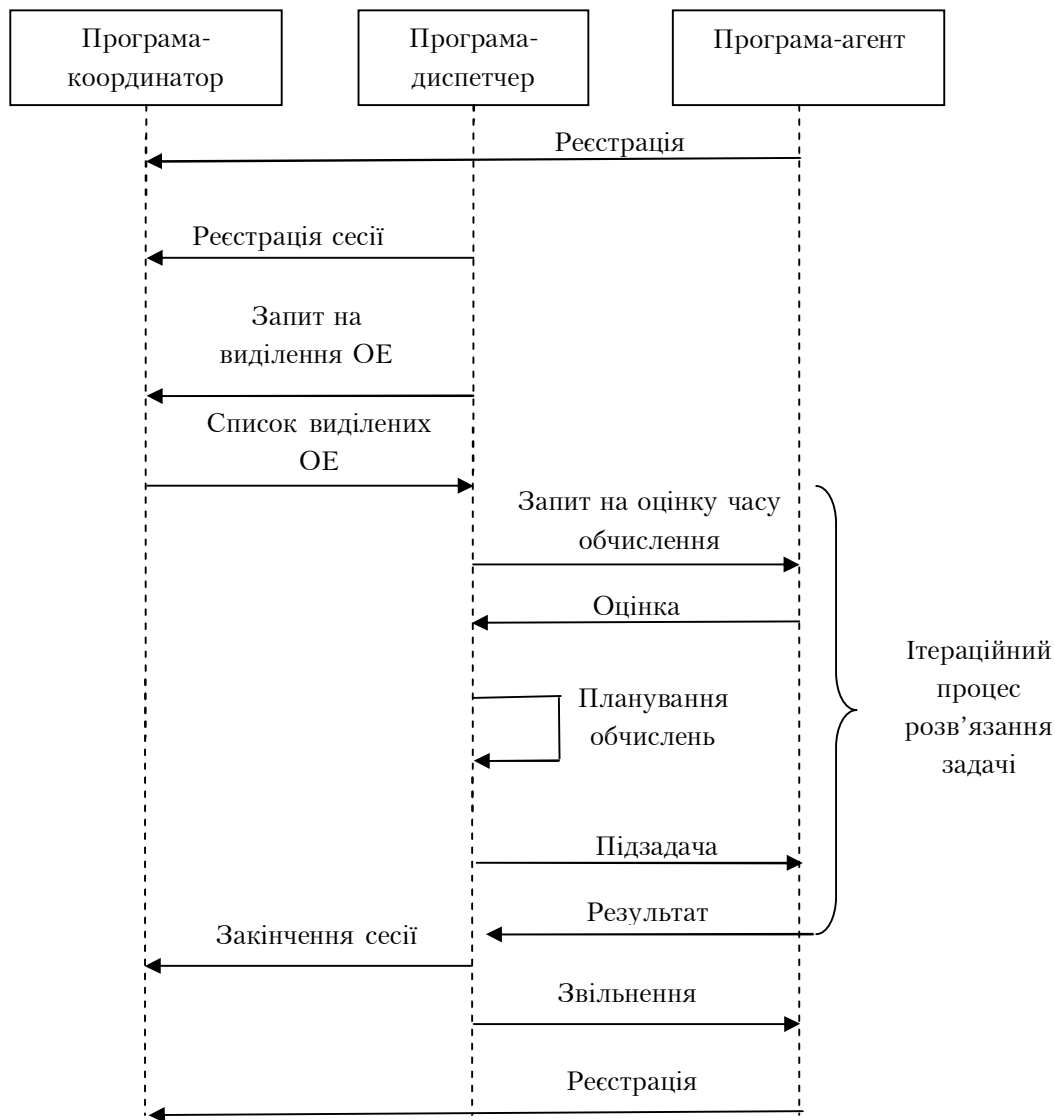 Програма-
координатор
Програма-
диспетчер
Програма-агент
Реєстрація
Реєстрація сесії
Запит на
виділення ОЕ
Список виділених
ОЕ
Запит на оцінку часу
обчислення
Оцінка
Планування
обчислень
Ітераційний
процес
розв’язання
задачі
Підзадача
Результат
Закінчення сесії
Звільнення
Реєстрація